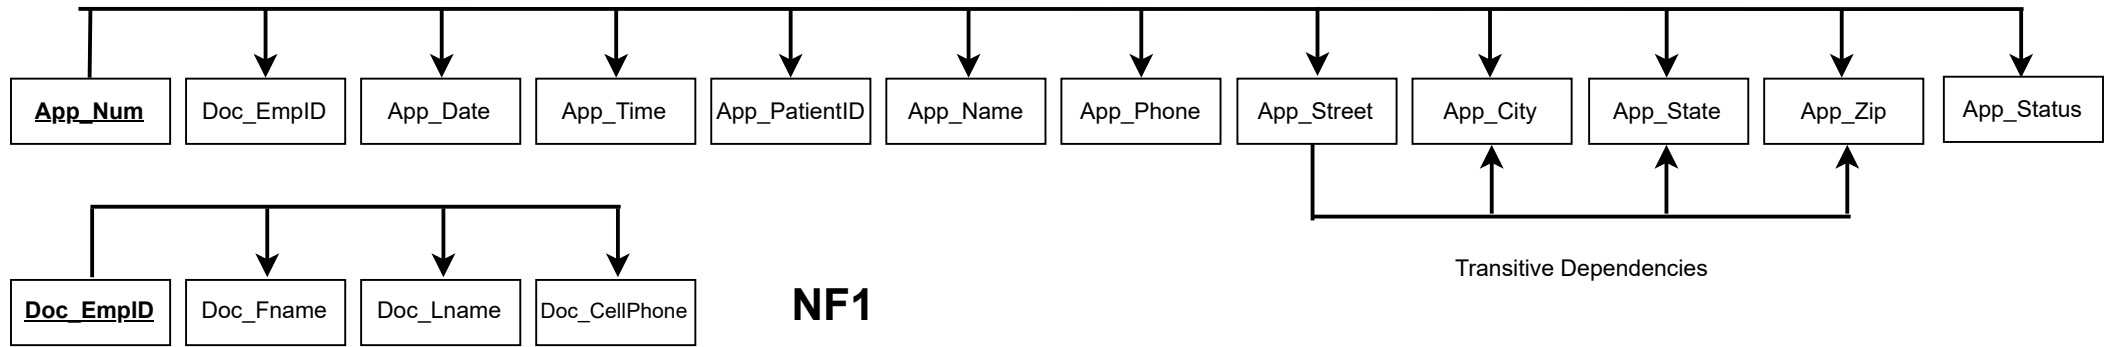 App_Num Doc_EmpID App_Date App_Time App_PatientID App_Name App_Phone App_Street App_City App_State App_Zip App_Status
Transitive Dependencies
Doc_EmpID Doc_Fname Doc_Lname Doc_CellPhone
NF1